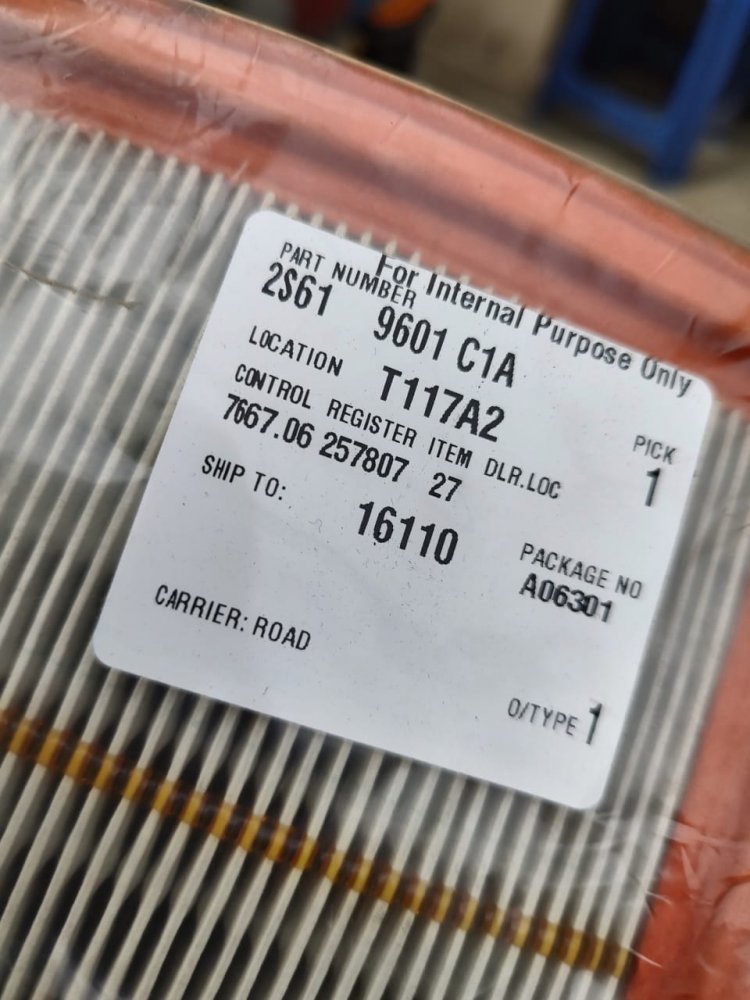 For Internal Purpose Only
PART NUMBER
2S61 9601 C1A
LOCATION T117A2
PICK
1
CONTROL REGISTER ITEM DLR.LOC
7667.06 257807 27
SHIP TO: 16110
PACKAGE NO
A06301
CARRIER: ROAD
O/TYPE 1